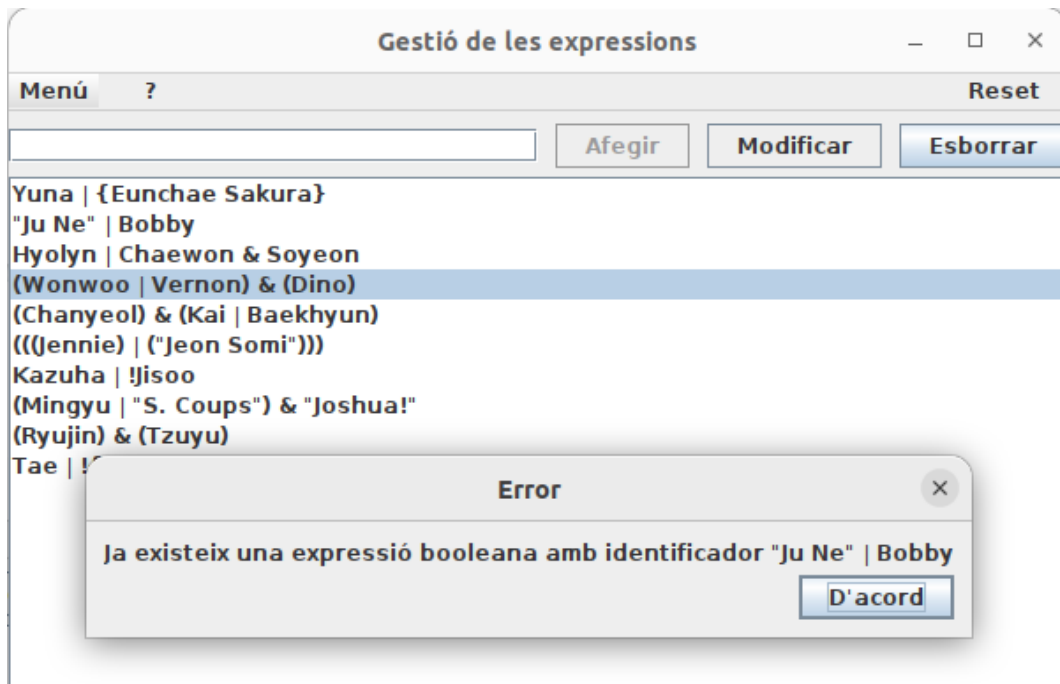 Gestió de les expressions
Menú ? Reset
Afegir Modificar Esborrar
Yuna | {Eunchae Sakura}
"Ju Ne" | Bobby
Hyolyn | Chaewon & Soyeon
(Wonwoo | Vernon) & (Dino)
(Chanyeol) & (Kai | Baekhyun)
(((Jennie) | ("Jeon Somi")))
Kazuha | !Jisoo
(Mingyu | "S. Coups") & "Joshua!"
(Ryujin) & (Tzuyu)
Tae | !
Error
Ja existeix una expressió booleana amb identificador "Ju Ne" | Bobby
D'acord